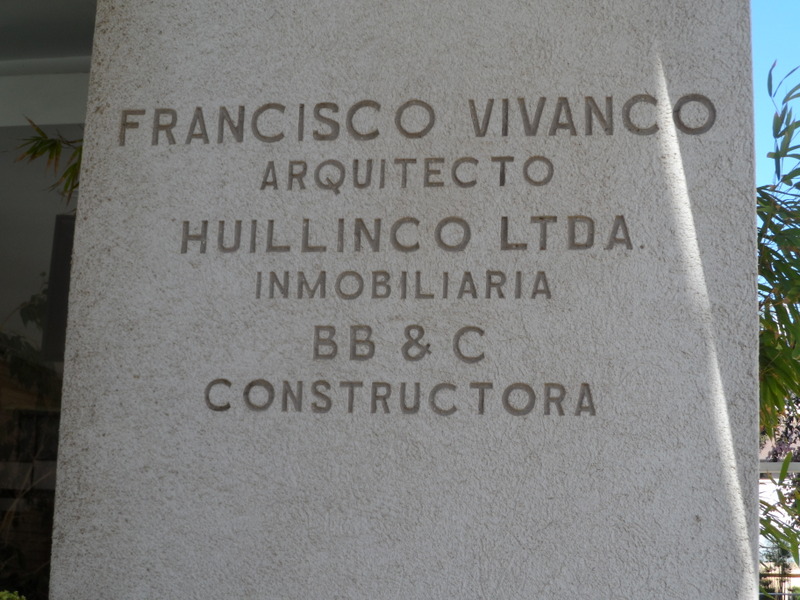 FRANCISCO VIVANCO
ARQUITECTO
HUILLINCO LTDA.
INMOBILIARIA
BB & C
CONSTRUCTORA